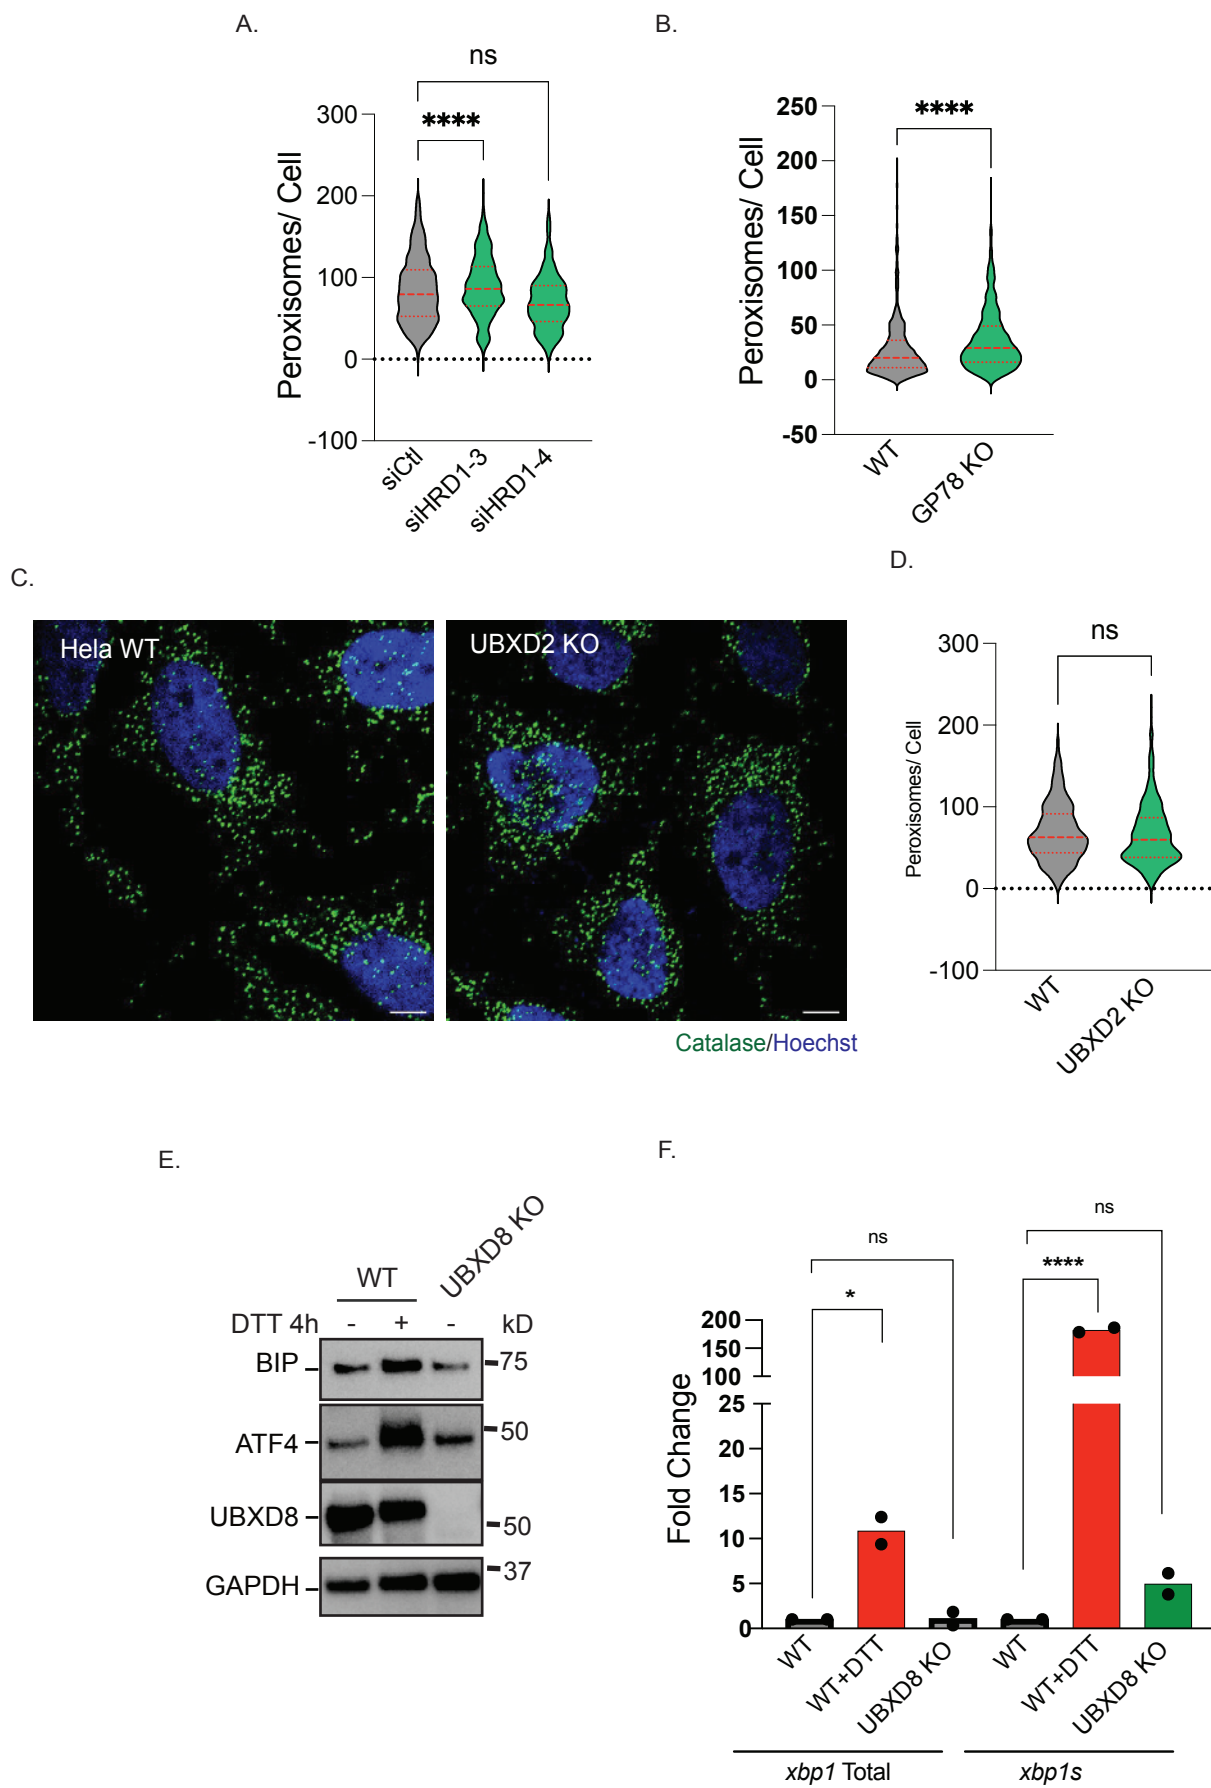 A.
ns
****
300
200
100
0
-100
Peroxisomes/ Cell
siCtl
siHRD1-3
siHRD1-4
B.
****
250
200
150
100
50
0
-50
Peroxisomes/ Cell
WT
GP78 KO
C.
Hela WT
UBXD2 KO
Catalase/Hoechst
D.
ns
300
200
100
0
-100
Peroxisomes/ Cell
WT
UBXD2 KO
E.
WT
UBXD8 KO
DTT 4h - + - kD
BIP
75
ATF4
50
UBXD8
50
GAPDH
37
F.
ns
ns
****
*
200
150
100
25
20
15
10
5
0
Fold Change
WT
WT+DTT
UBXD8 KO
WT
WT+DTT
UBXD8 KO
xbp1 Total
xbp1s